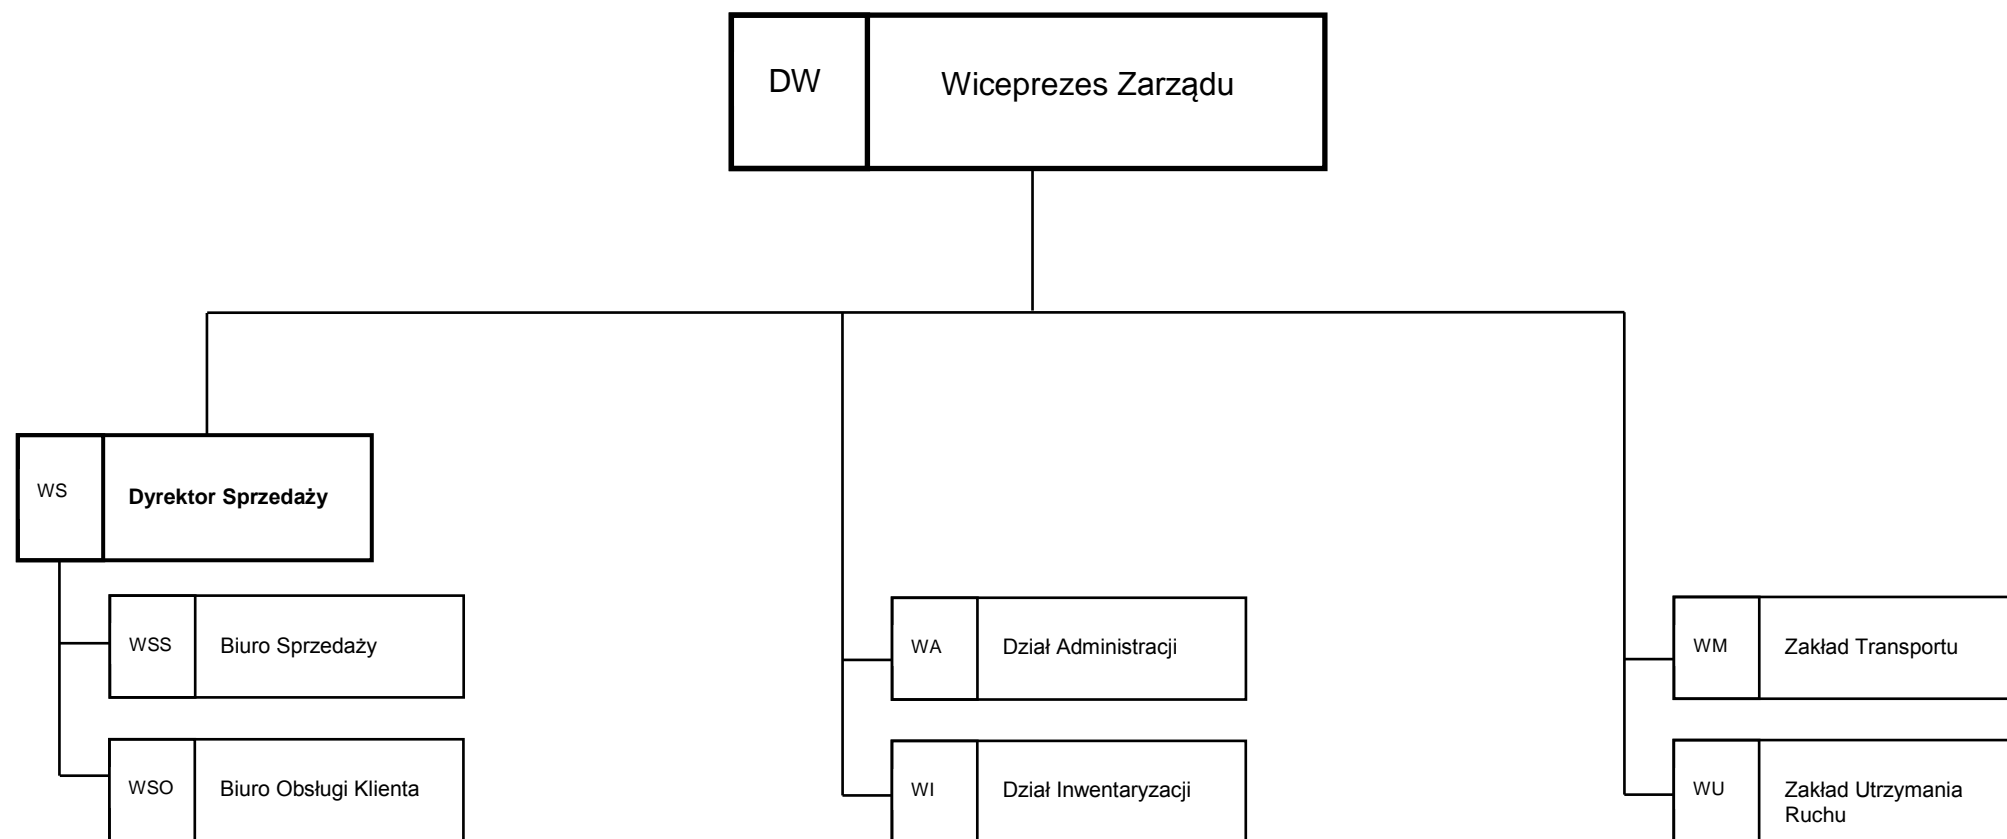 DW
Wiceprezes Zarządu
WS
Dyrektor Sprzedaży
WSS
Biuro Sprzedaży
WA
Dział Administracji
WM
Zakład Transportu
WSO
Biuro Obsługi Klienta
WI
Dział Inwentaryzacji
WU
Zakład Utrzymania
Ruchu